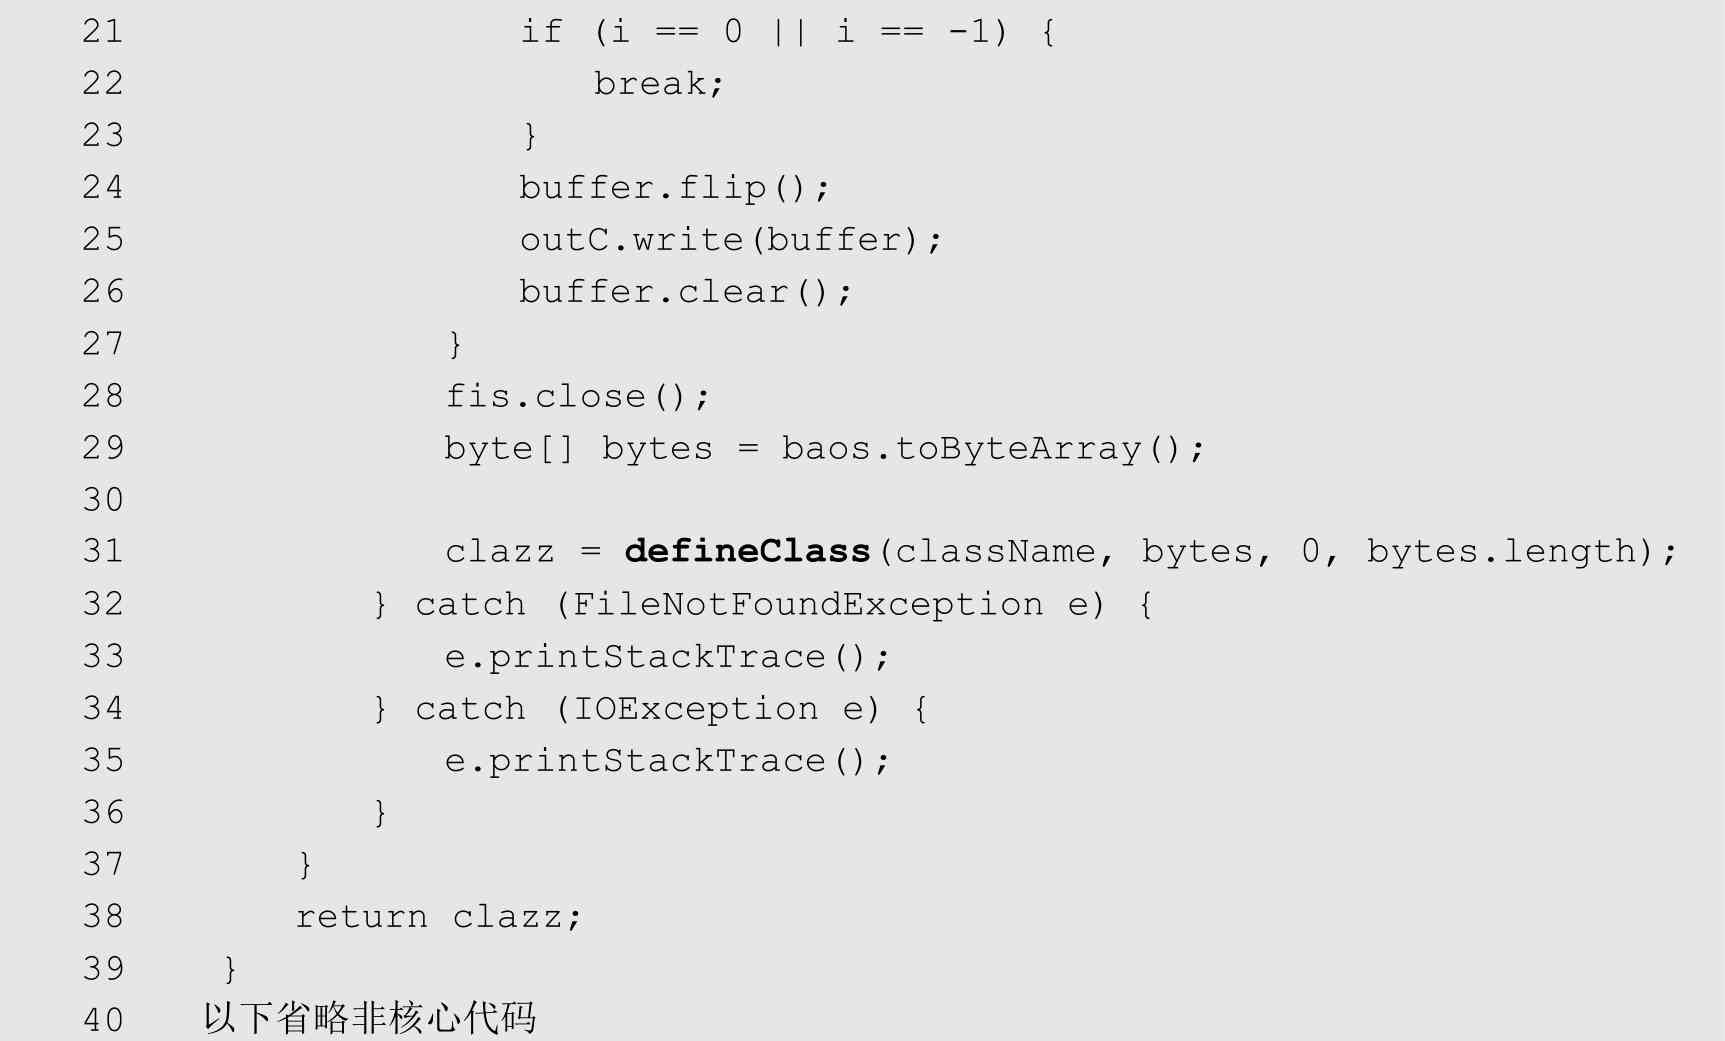 21 if (i == 0 || i == -1) {
22 break;
23 }
24 buffer.flip();
25 outC.write(buffer);
26 buffer.clear();
27 }
28 fis.close();
29 byte[] bytes = baos.toByteArray();
30
31 clazz = defineClass(className, bytes, 0, bytes.length);
32 } catch (FileNotFoundException e) {
33 e.printStackTrace();
34 } catch (IOException e) {
35 e.printStackTrace();
36 }
37 }
38 return clazz;
39 }
40 以下省略非核心代码